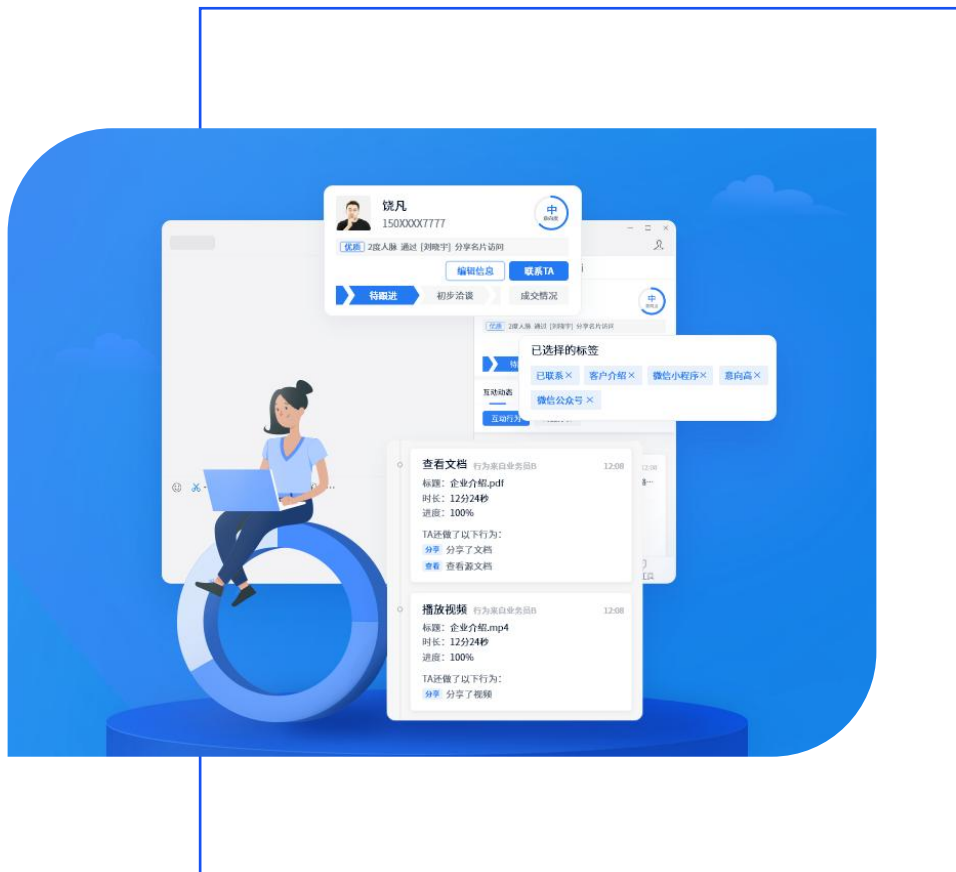 饶凡
150XXXX7777
中
意向度
优质 2度人脉 通过 [刘晓宇] 分享名片访问
编辑信息 联系TA
待跟进 初步洽谈 成交情况
中
优质 2度人脉 通过 [刘晓宇] 分享名片访问
已选择的标签
已联系× 客户介绍× 微信小程序× 意向高×
微信公众号×
互动动态
互动行为
查看文档 行为来自业务员B 12:08
标题：企业介绍.pdf
时长：12分24秒
进度：100%
TA还做了以下行为：
分享 分享了文档
查看 查看源文档
12:08
播放视频 行为来自业务员B 12:08
标题：企业介绍.mp4
时长：12分24秒
进度：100%
TA还做了以下行为：
分享 分享了视频